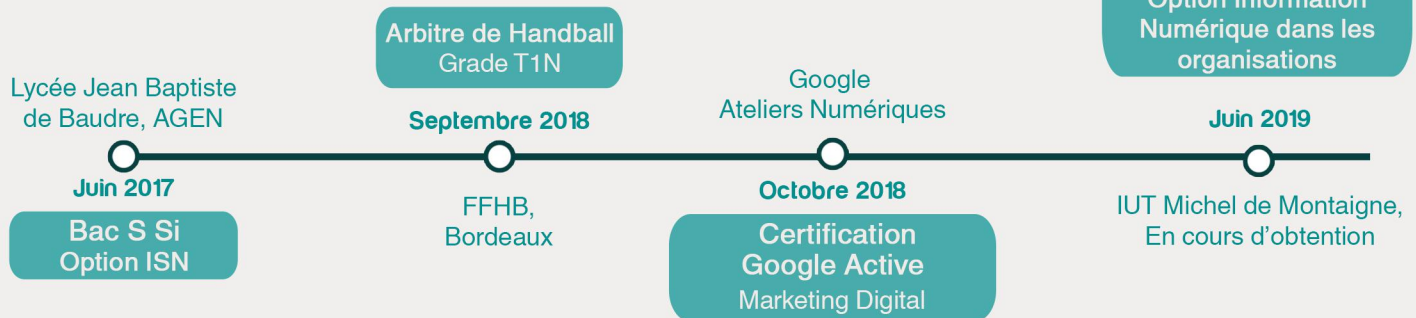 Lycée Jean Baptiste
de Baudre, AGEN
Juin 2017
Bac S Si
Option ISN
Arbitre de Handball
Grade T1N
Septembre 2018
FFHB,
Bordeaux
Google
Ateliers Numériques
Octobre 2018
Certification
Google Active
Marketing Digital
Option Information
Numérique dans les
organisations
Juin 2019
IUT Michel de Montaigne,
En cours d’obtention